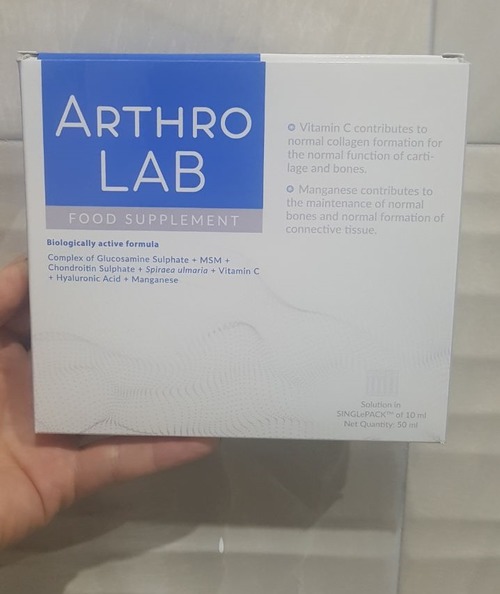 ARTHRO
LAB
FOOD SUPPLEMENT
Biologically active formula
Complex of Glucosamine Sulphate + MSM +
Chondroitin Sulphate + Spiraea ulmaria + Vitamin C
+ Hyaluronic Acid + Manganese
Vitamin C contributes to
normal collagen formation for
the normal function of carti-
lage and bones.
Manganese contributes to
the maintenance of normal
bones and normal formation of
connective tissue.
Solution in
SINGLePACK™ of 10 ml
Net Quantity: 50 ml